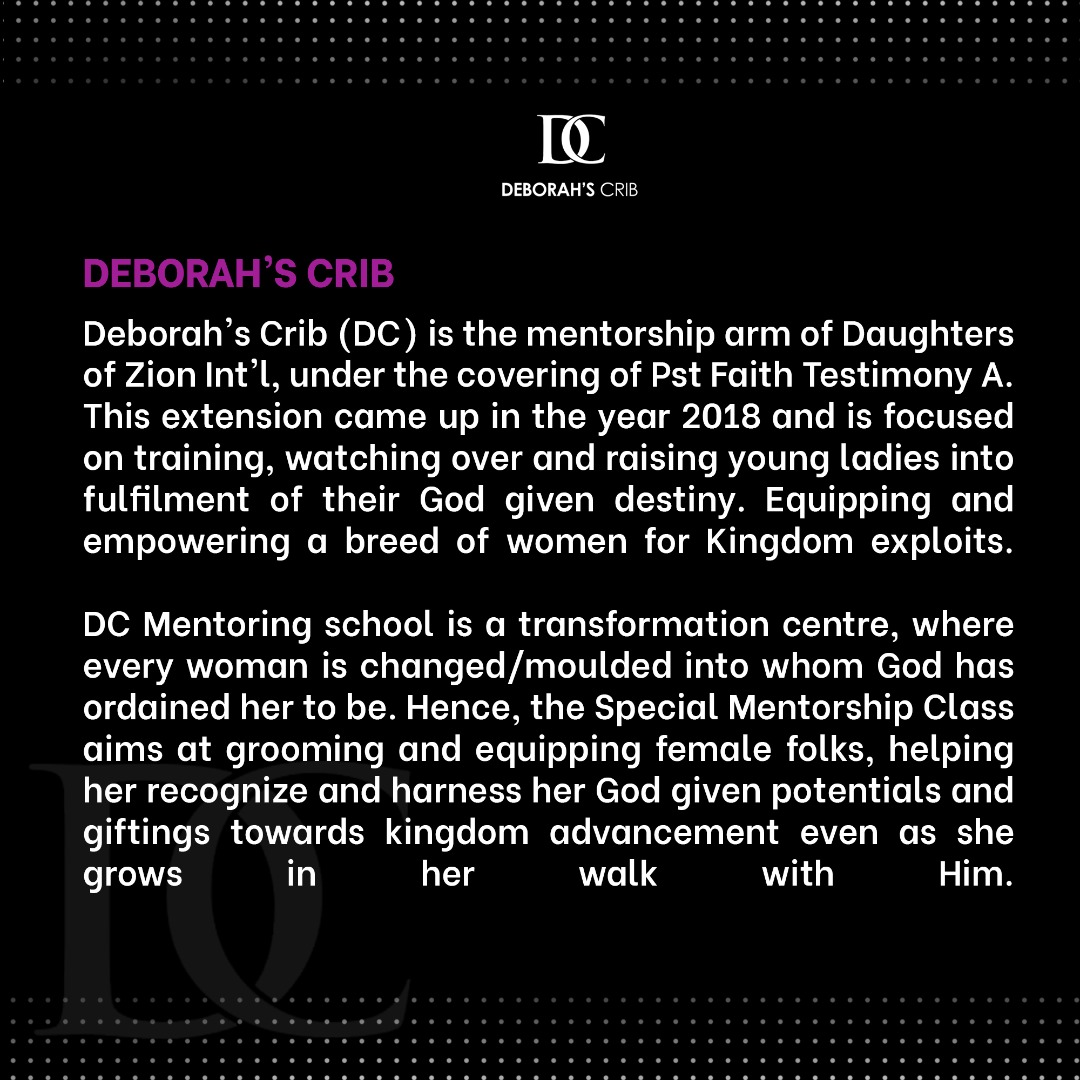 DC
DEBORAH'S CRIB
DEBORAH'S CRIB
Deborah's Crib (DC) is the mentorship arm of Daughters
of Zion Int'l, under the covering of Pst Faith Testimony A.
This extension came up in the year 2018 and is focused
on training, watching over and raising young ladies into
fulfilment of their God given destiny. Equipping and
empowering a breed of women for Kingdom exploits.
DC Mentoring school is a transformation centre, where
every woman is changed/moulded into whom God has
ordained her to be. Hence, the Special Mentorship Class
aims at grooming and equipping female folks, helping
her recognize and harness her God given potentials and
giftings towards kingdom advancement even as she
grows in her walk with Him.
DC